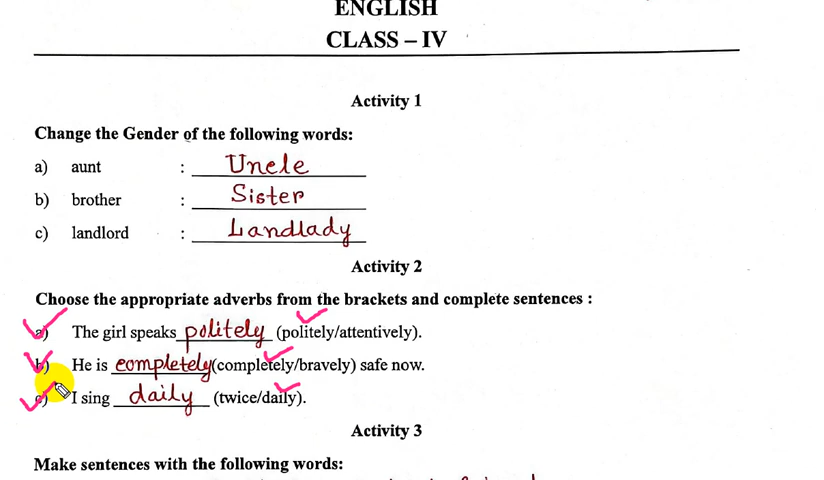 ENGLISH
CLASS – IV
Activity 1
Change the Gender of the following words:
a) aunt : Uncle
b) brother : Sister
c) landlord : Landlady
Activity 2
Choose the appropriate adverbs from the brackets and complete sentences :
a) The girl speaks politely (politely/attentively).
b) He is completely (completely/bravely) safe now.
c) I sing daily (twice/daily).
Activity 3
Make sentences with the following words: